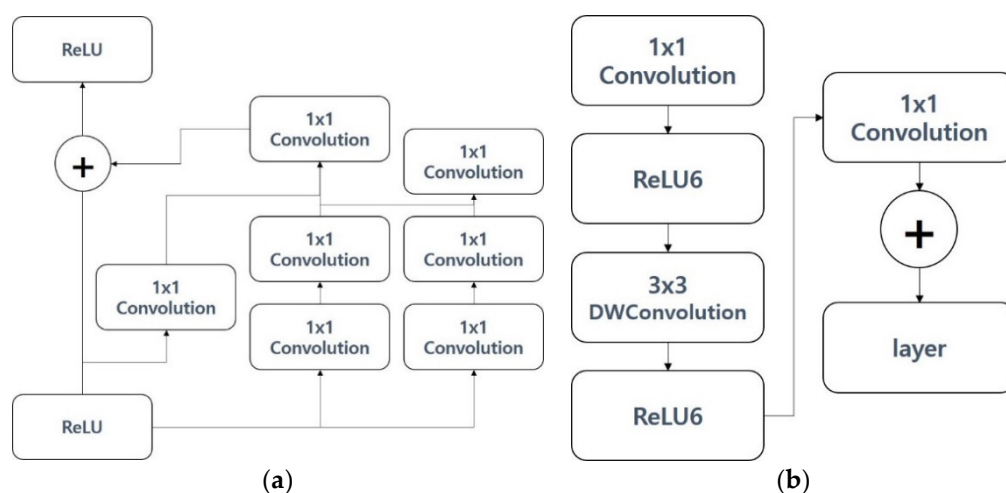 ReLU
+
1x1
Convolution
1x1
Convolution
1x1
Convolution
1x1
Convolution
1x1
Convolution
1x1
Convolution
1x1
Convolution
ReLU
(a)
1x1
Convolution
ReLU6
3x3
DWConvolution
ReLU6
1x1
Convolution
+
layer
(b)